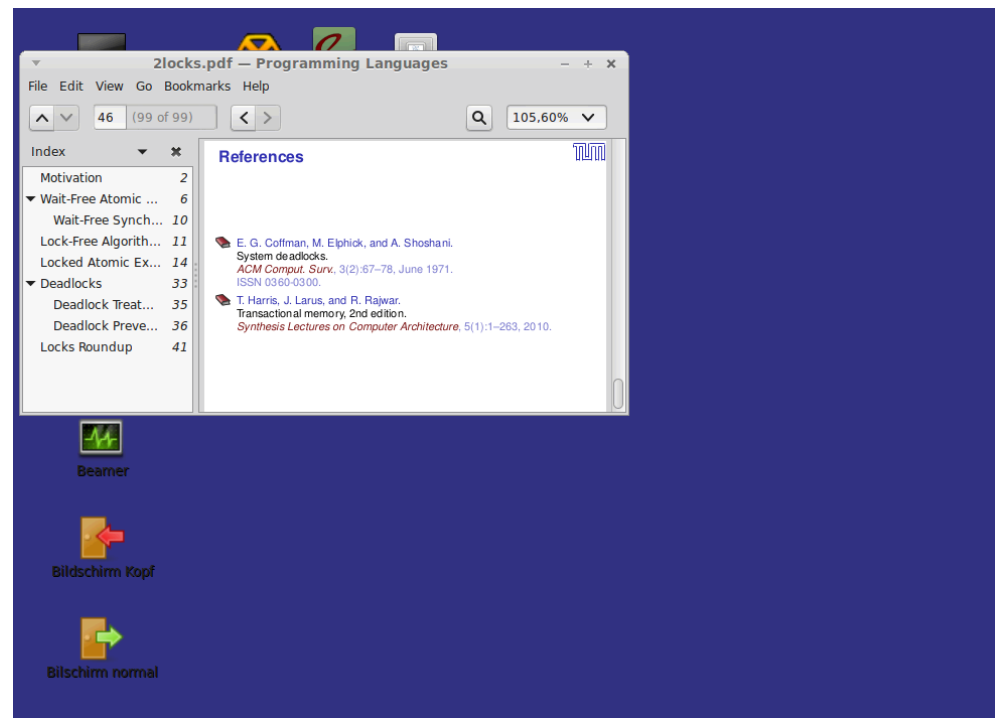 2locks.pdf — Programming Languages
File Edit View Go Bookmarks Help
46 (99 of 99) 105,60%
Index
Motivation 2
Wait-Free Atomic ... 6
Wait-Free Synch... 10
Lock-Free Algorith... 11
Locked Atomic Ex... 14
Deadlocks 33
Deadlock Treat... 35
Deadlock Preve... 36
Locks Roundup 41
References
TUM
E. G. Coffman, M. Elphick, and A. Shoshani.
System deadlocks.
ACM Comput. Surv., 3(2):67–78, June 1971.
ISSN 0360-0300.
T. Harris, J. Larus, and R. Rajwar.
Transactional memory, 2nd edition.
Synthesis Lectures on Computer Architecture, 5(1):1–263, 2010.
Beamer
Bildschirm Kopf
Bilschirm normal